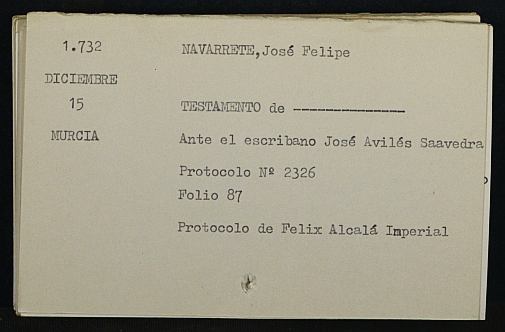 1.732 NAVARRETE, José Felipe
DICIEMBRE
15 TESTAMENTO de --------------
MURCIA Ante el escribano José Avilés Saavedra
Protocolo Nº 2326
Folio 87
Protocolo de Felix Alcalá Imperial